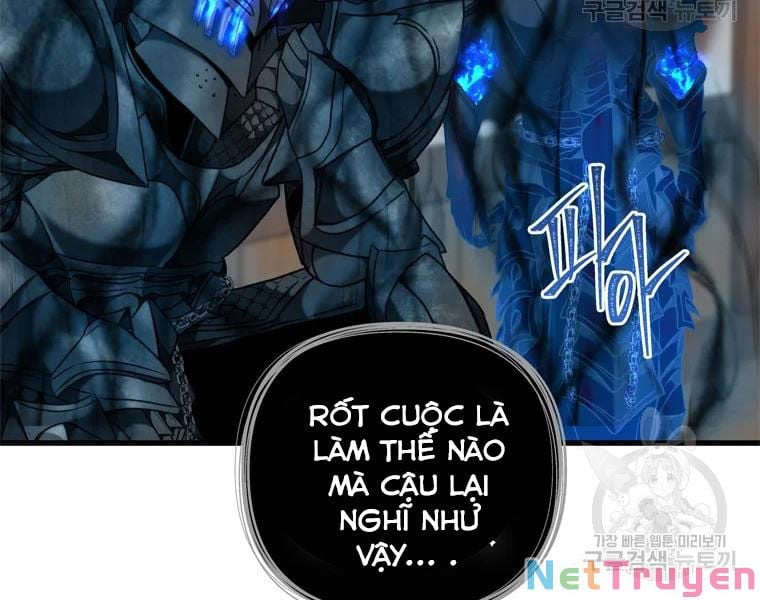 구글검색 뉴토끼
파
아
RỐT CUỘC LÀ
LÀM THẾ NÀO
MÀ CẬU LẠI
NGHĨ NHƯ
VẬY... .
가장 빠른 웹툰 미리보기
구글검색 뉴토끼
NetTruyen